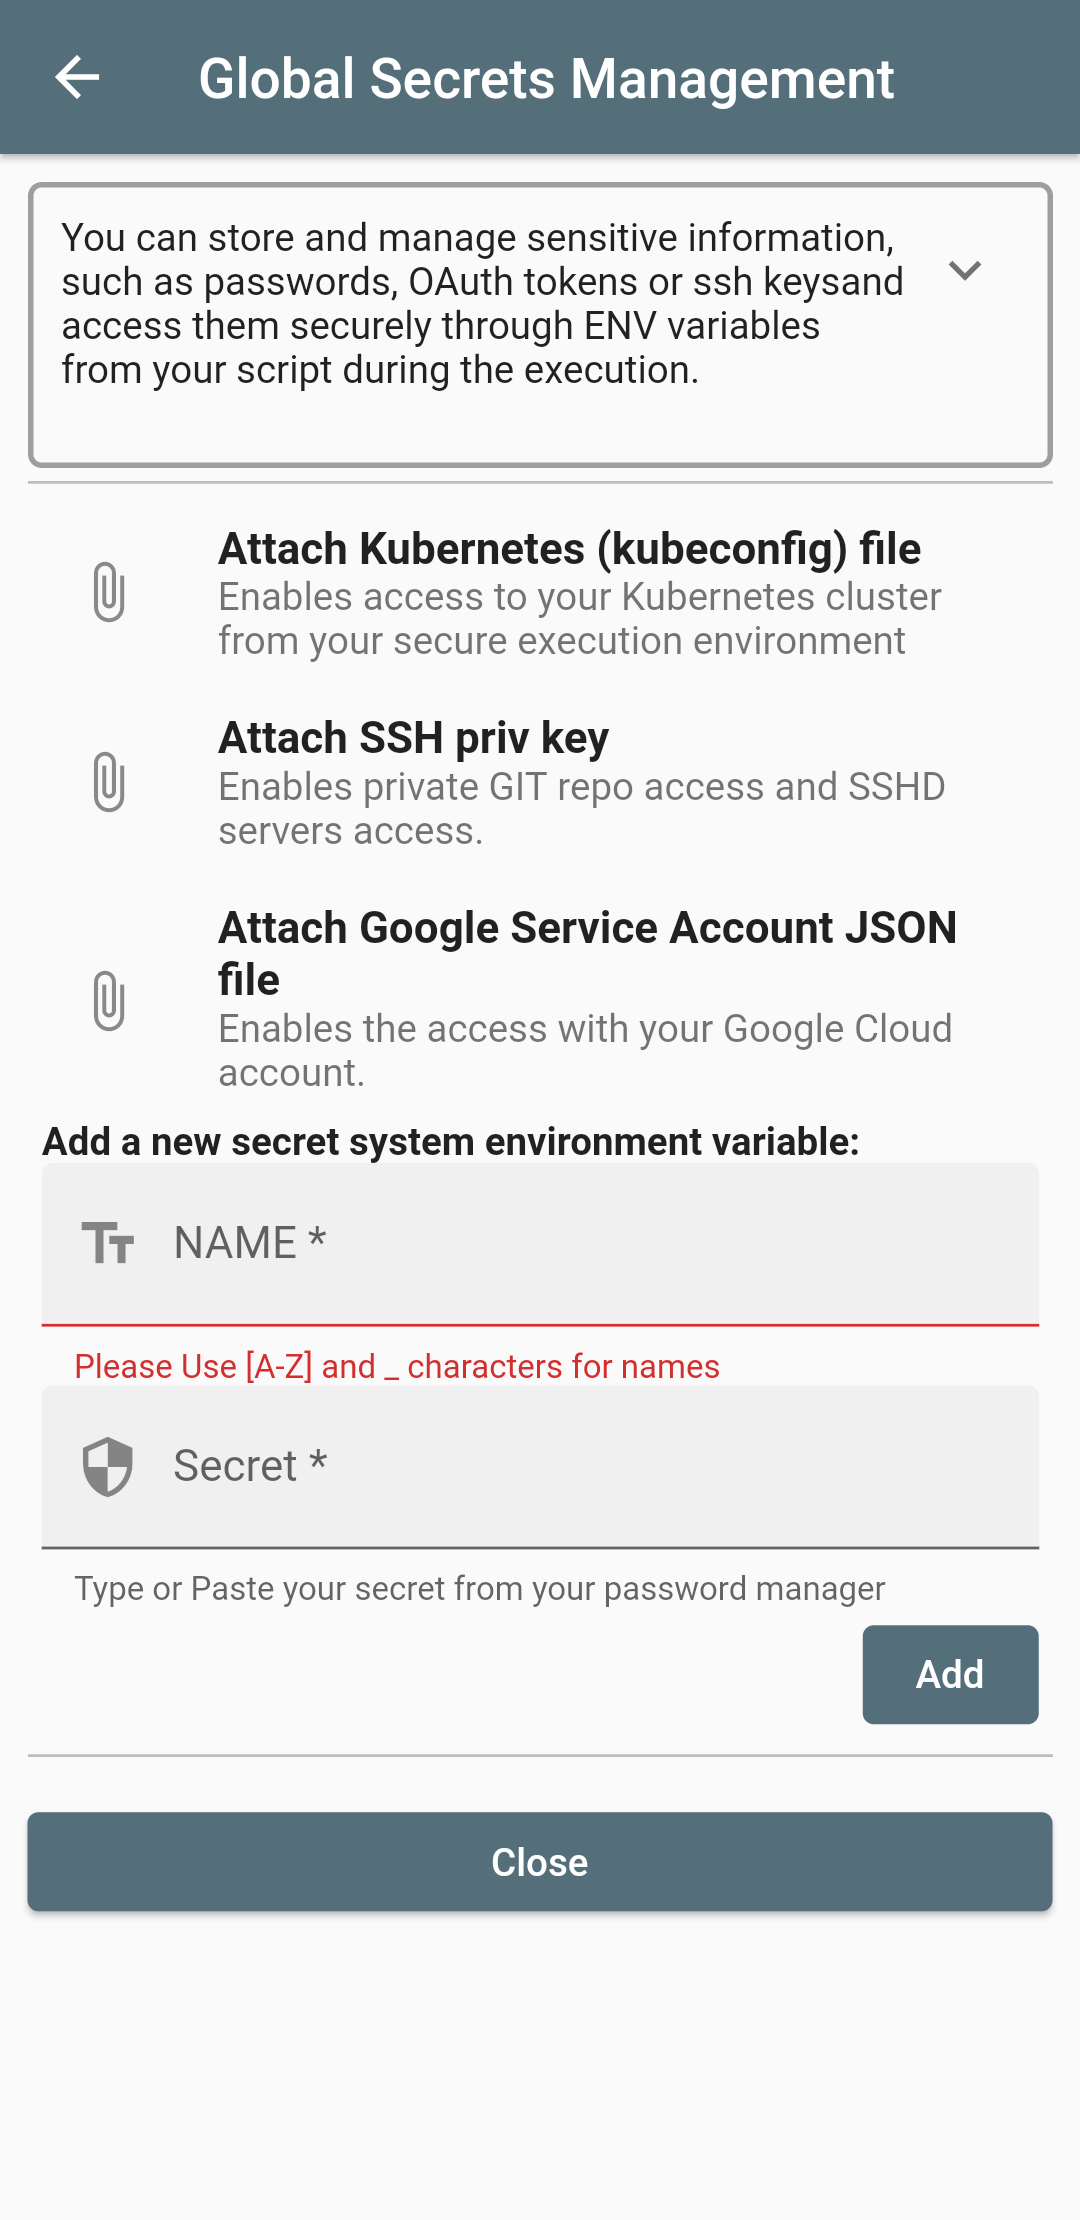 Global Secrets Management
You can store and manage sensitive information,
such as passwords, OAuth tokens or ssh keysand
access them securely through ENV variables
from your script during the execution.
Attach Kubernetes (kubeconfig) file
Enables access to your Kubernetes cluster
from your secure execution environment
Attach SSH priv key
Enables private GIT repo access and SSHD
servers access.
Attach Google Service Account JSON
file
Enables the access with your Google Cloud
account.
Add a new secret system environment variable:
NAME *
Please Use [A-Z] and _ characters for names
Secret *
Type or Paste your secret from your password manager
Add
Close